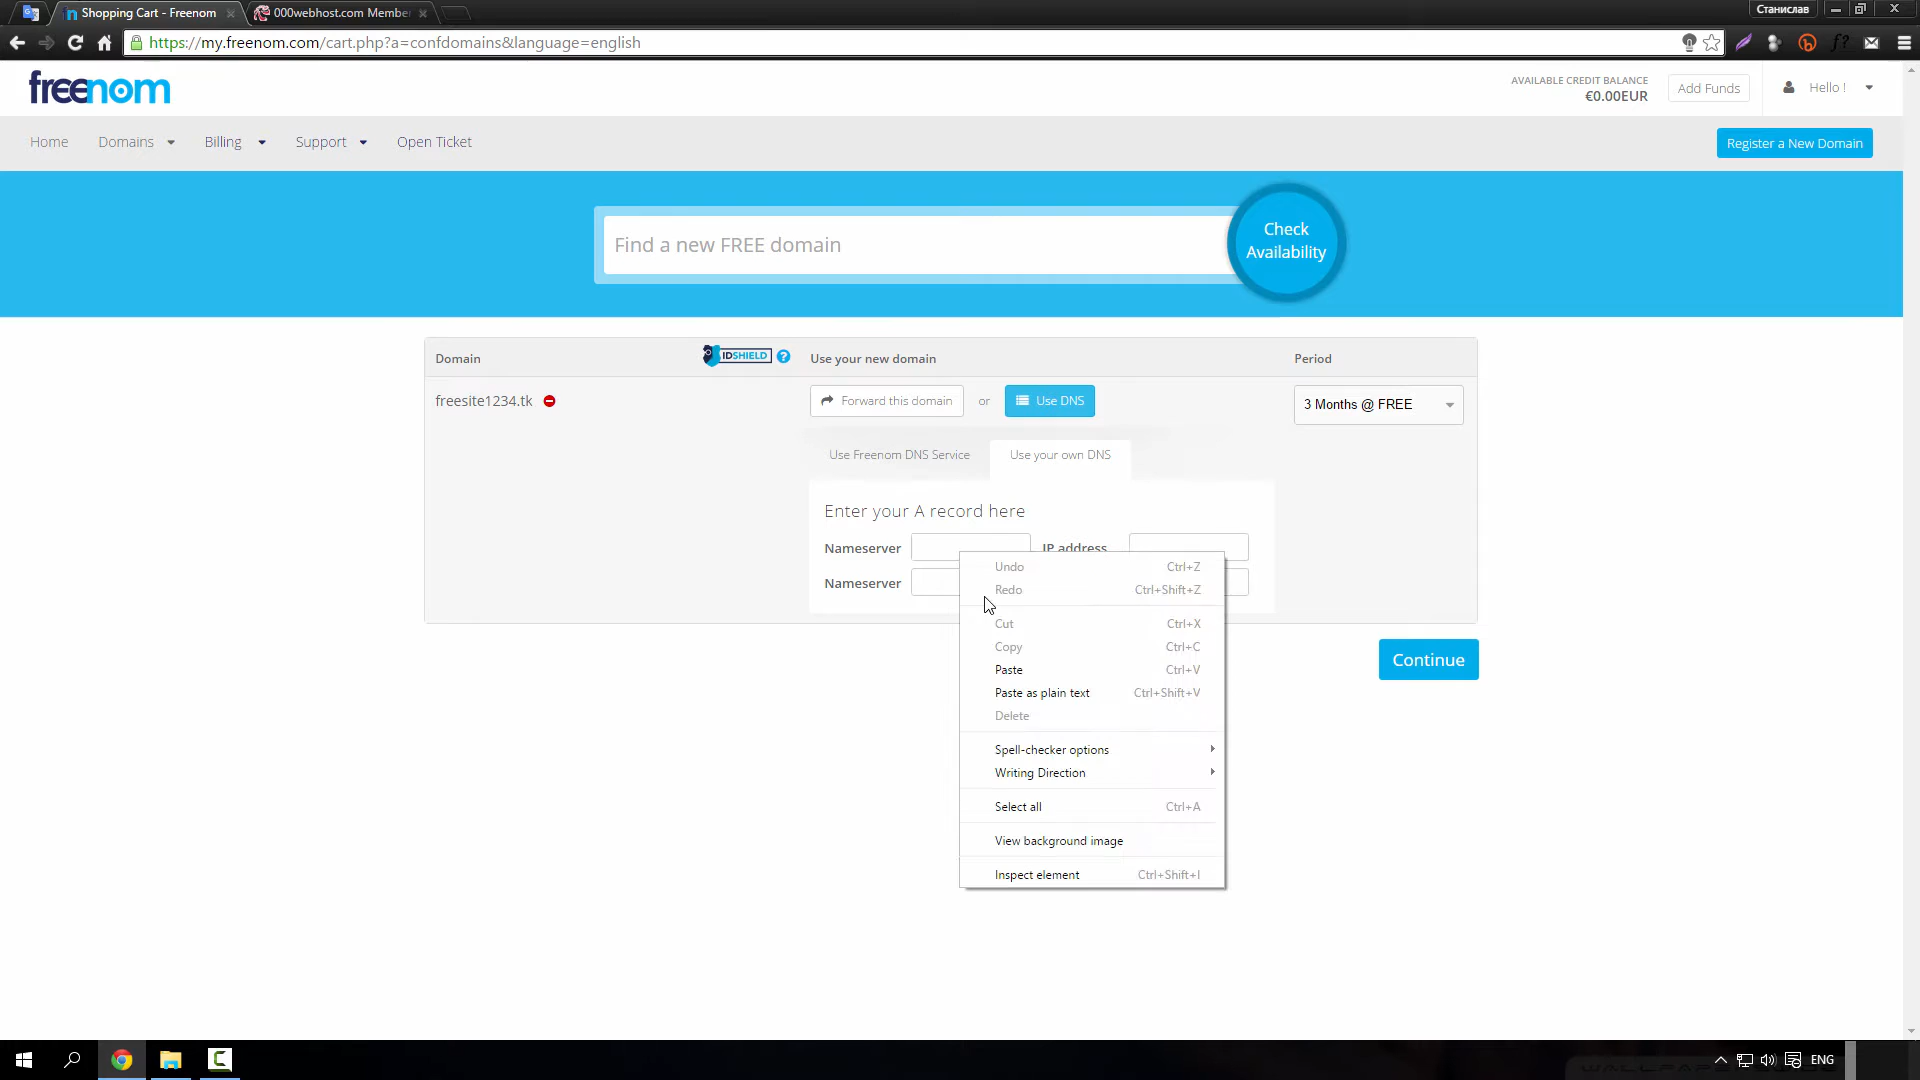 Shopping Cart - Freenom
000webhost.com Membe
Станислав
https://my.freenom.com/cart.php?a=confdomains&language=english
f?
freenom
AVAILABLE CREDIT BALANCE
€0.00EUR
Add Funds
Hello !
Home
Domains
Billing
Support
Open Ticket
Register a New Domain
Find a new FREE domain
Check
Availability
Domain
IDSHIELD
?
Use your new domain
Period
freesite1234.tk
Forward this domain
or
Use DNS
3 Months @ FREE
Use Freenom DNS Service
Use your own DNS
Enter your A record here
Nameserver
IP address
Nameserver
Undo Ctrl+Z
Redo Ctrl+Shift+Z
Cut Ctrl+X
Copy Ctrl+C
Paste Ctrl+V
Paste as plain text Ctrl+Shift+V
Delete
Spell-checker options
Writing Direction
Select all Ctrl+A
View background image
Inspect element Ctrl+Shift+I
Continue
ENG